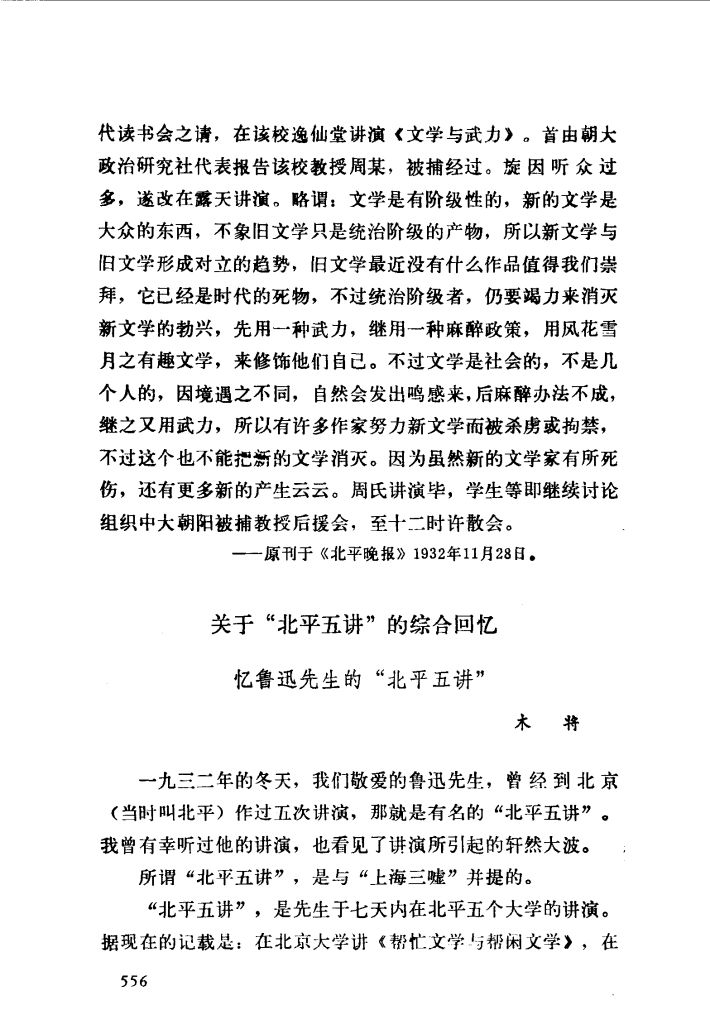 代读书会之请，在该校逸仙堂讲演《文学与武力》。首由朝大
政治研究社代表报告该校教授周某，被捕经过。旋因听众过
多，遂改在露天讲演。略谓：文学是有阶级性的，新的文学是
大众的东西，不象旧文学只是统治阶级的产物，所以新文学与
旧文学形成对立的趋势，旧文学最近没有什么作品值得我们崇
拜，它已经是时代的死物，不过统治阶级者，仍要竭力来消灭
新文学的勃兴，先用一种武力，继用一种麻醉政策，用风花雪
月之有趣文学，来修饰他们自己。不过文学是社会的，不是几
个人的，因境遇之不同，自然会发出鸣感来，后麻醉办法不成，
继之又用武力，所以有许多作家努力新文学而被杀虏或拘禁，
不过这个也不能把新的文学消灭。因为虽然新的文学家有所死
伤，还有更多新的产生云云。周氏讲演毕，学生等即继续讨论
组织中大朝阳被捕教授后援会，至十二时许散会。
——原刊于《北平晚报》1932年11月28日。
关于“北平五讲”的综合回忆
忆鲁迅先生的“北平五讲”
木 将
一九三二年的冬天，我们敬爱的鲁迅先生，曾经到北京
（当时叫北平）作过五次讲演，那就是有名的“北平五讲”。
我曾有幸听过他的讲演，也看见了讲演所引起的轩然大波。
所谓“北平五讲”，是与“上海三嘘”并提的。
“北平五讲”，是先生于七天内在北平五个大学的讲演。
据现在的记载是：在北京大学讲《帮忙文学与帮闲文学》，在
556